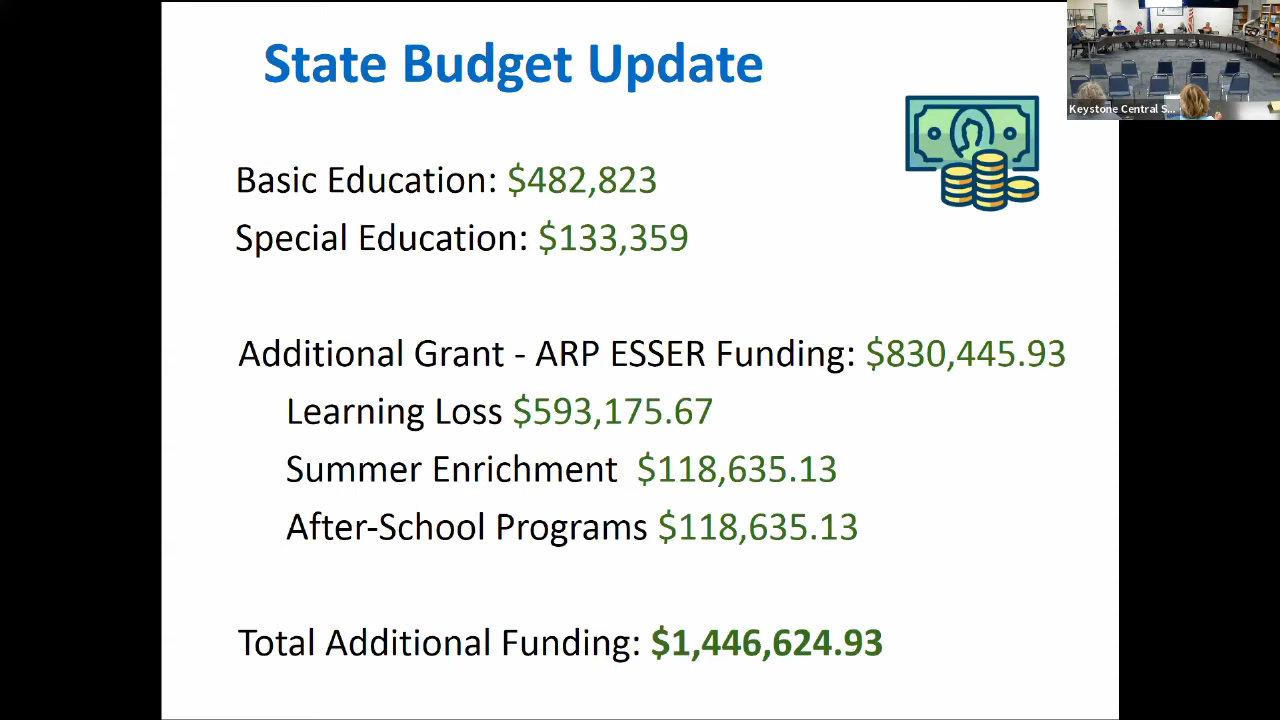 State Budget Update
Keystone Central S...
Basic Education: $482,823
Special Education: $133,359
Additional Grant - ARP ESSER Funding: $830,445.93
Learning Loss $593,175.67
Summer Enrichment $118,635.13
After-School Programs $118,635.13
Total Additional Funding: $1,446,624.93